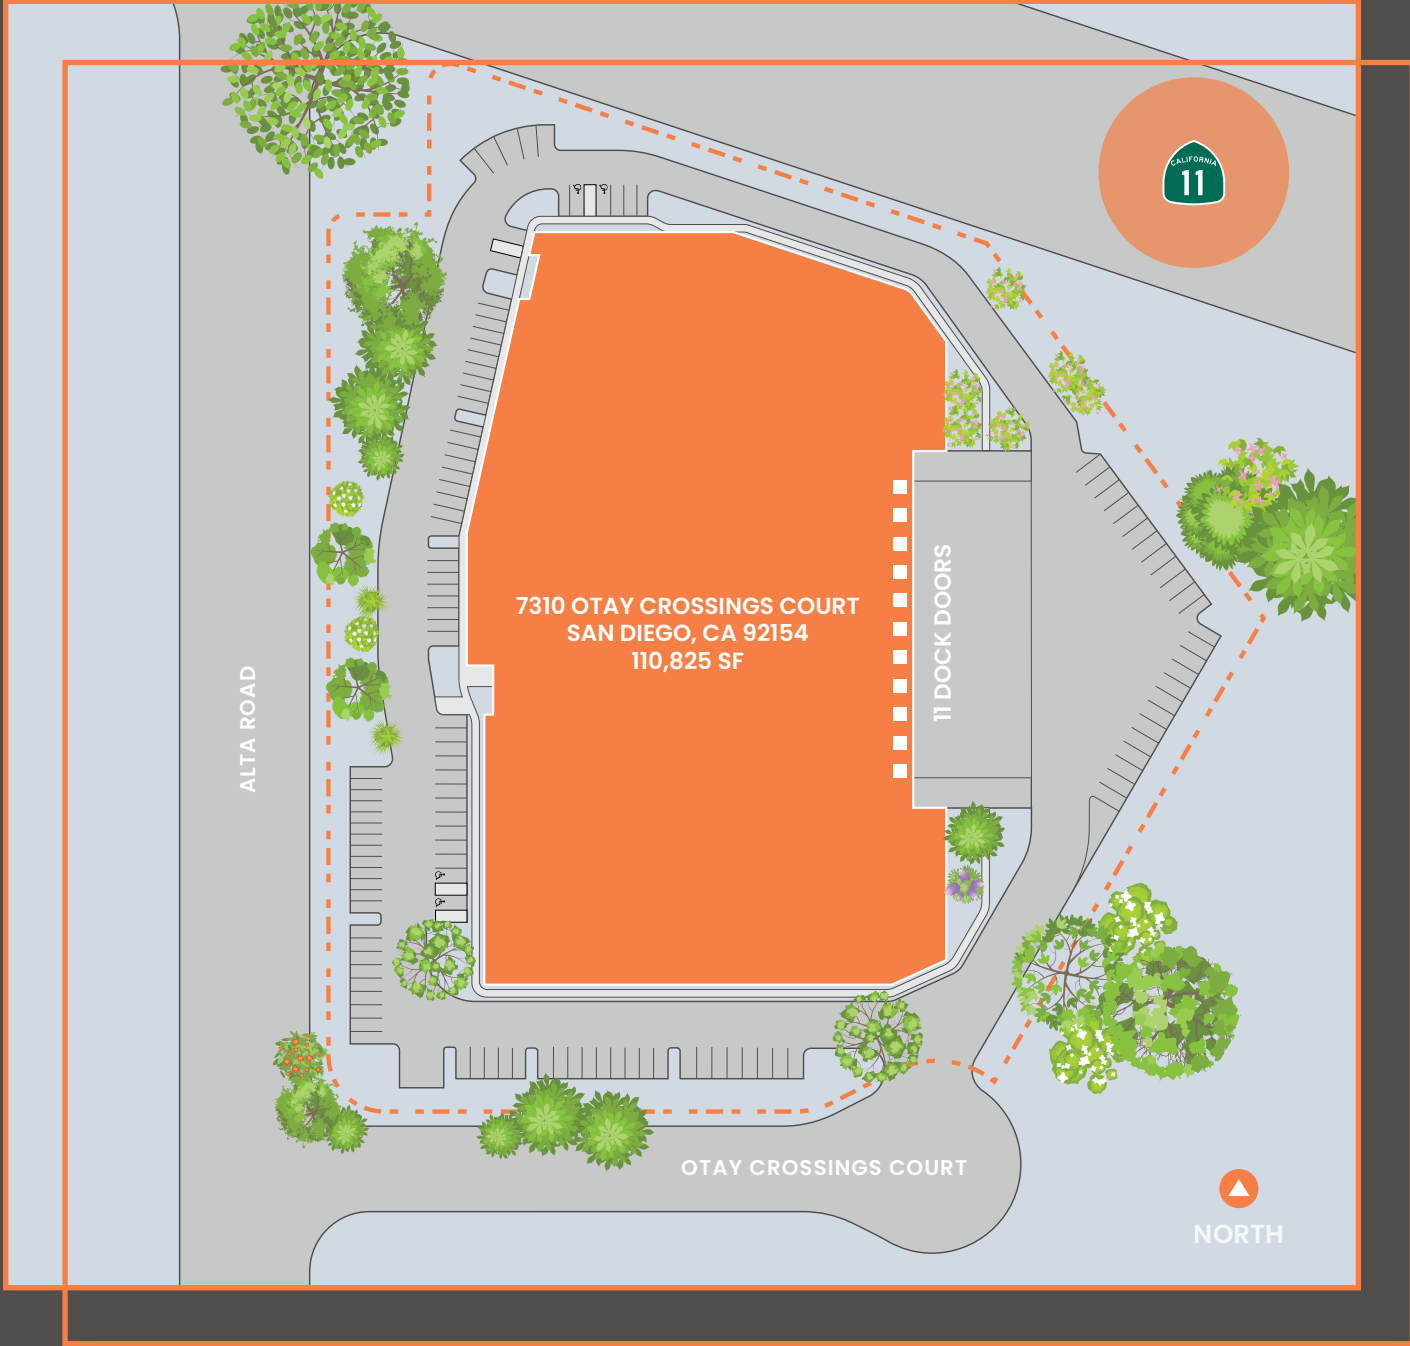 CALIFORNIA
11
7310 OTAY CROSSINGS COURT
SAN DIEGO, CA 92154
110,825 SF
11 DOCK DOORS
ALTA ROAD
OTAY CROSSINGS COURT
NORTH